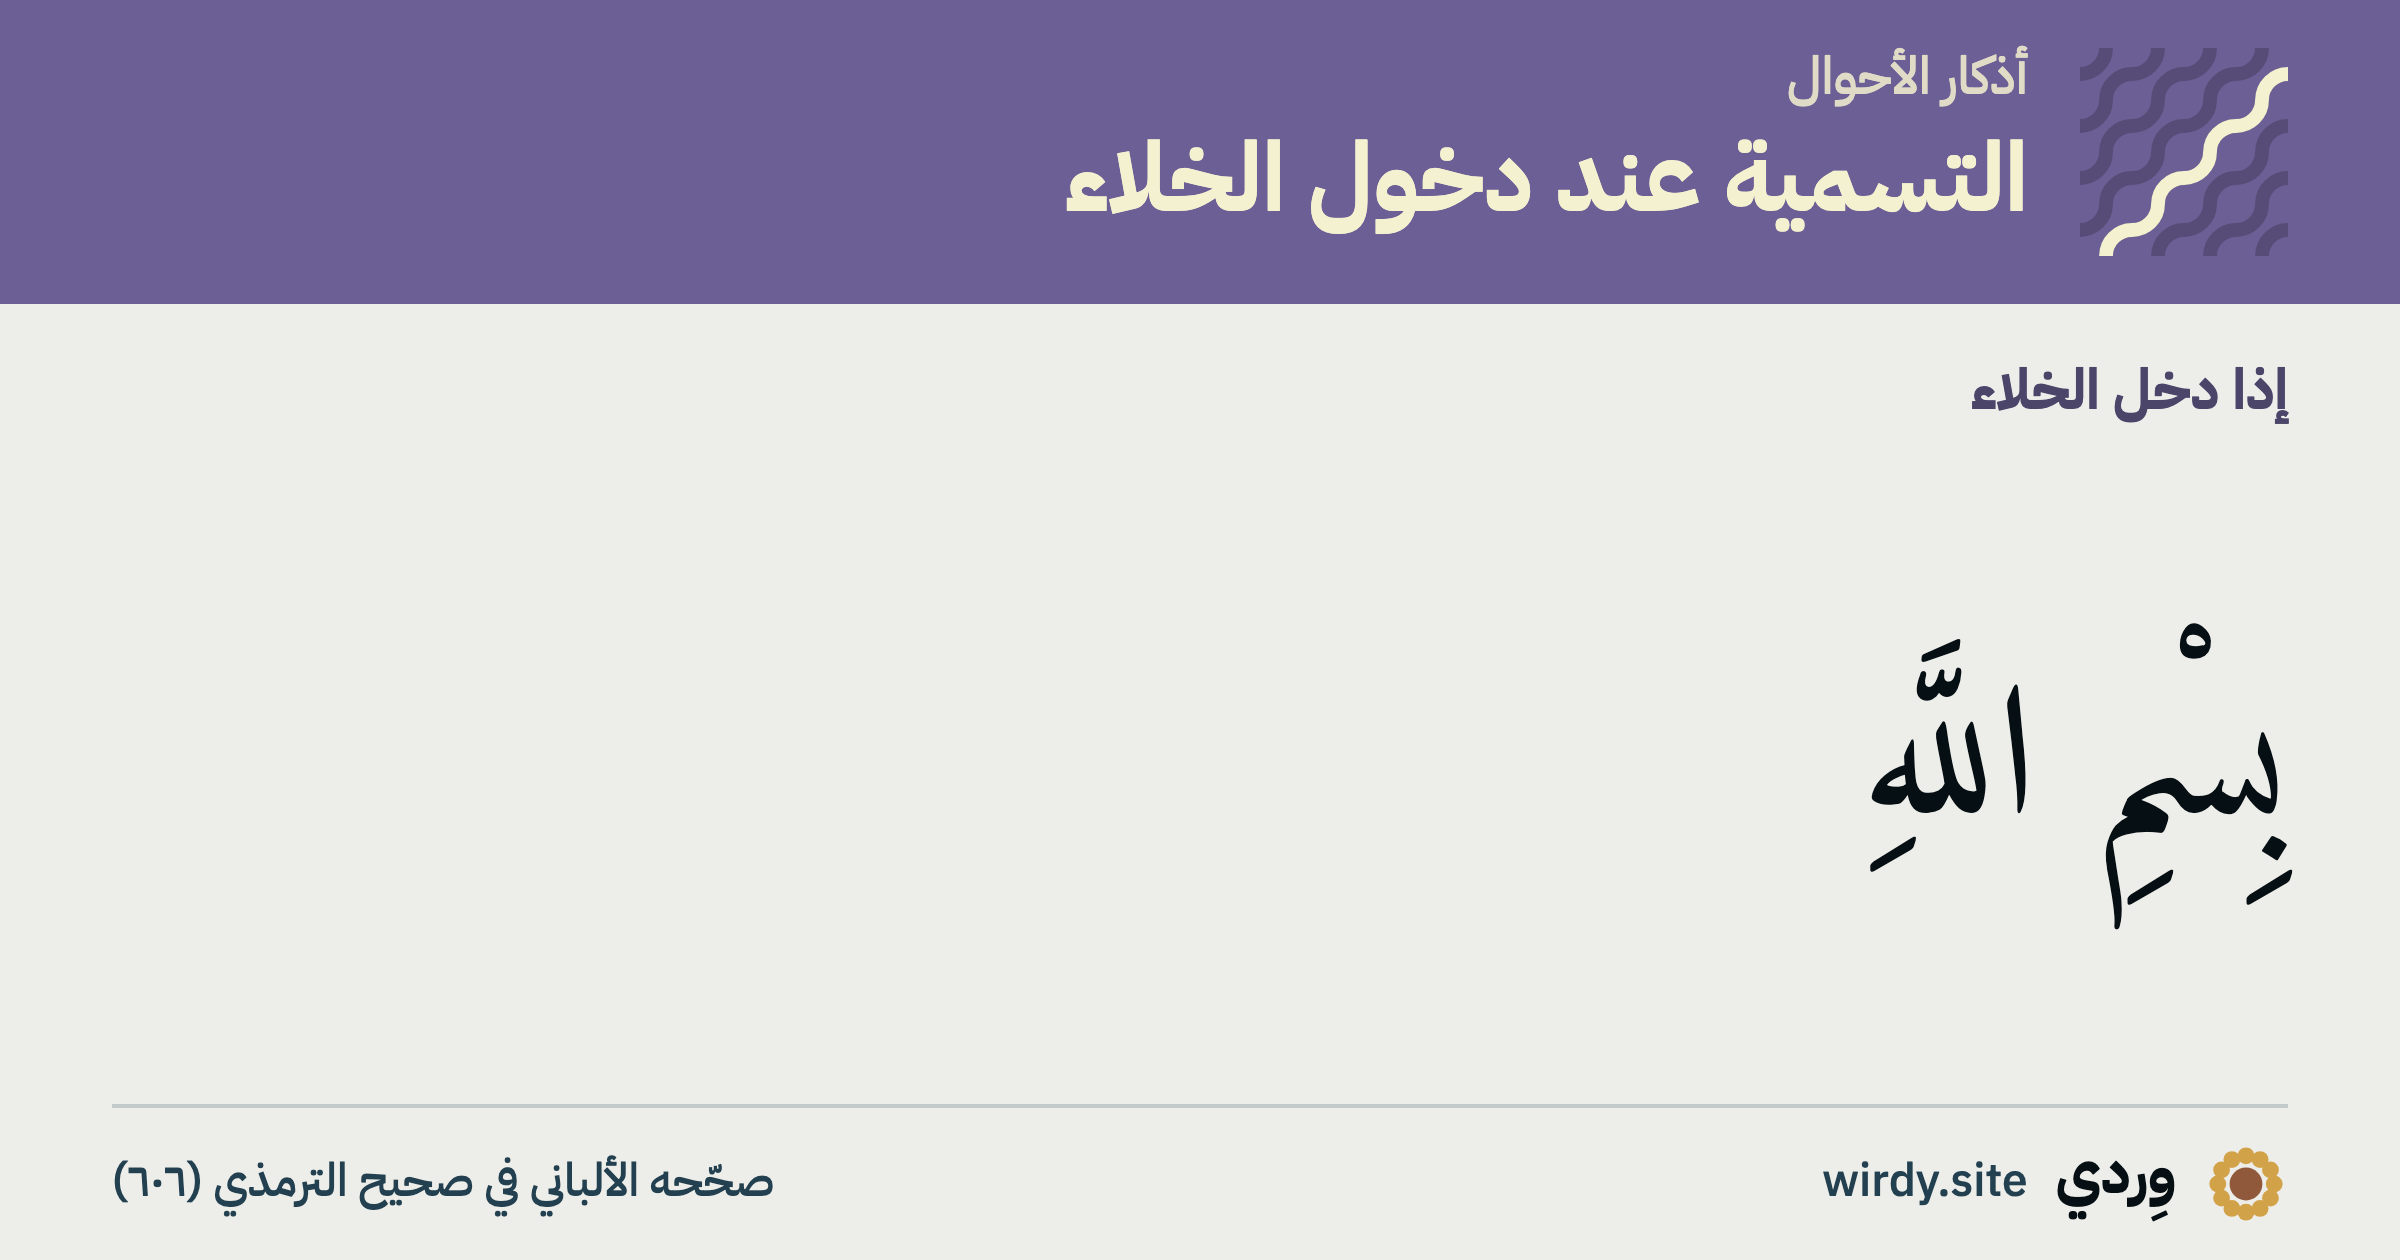 أذكار الأحوال
التسمية عند دخول الخلاء
إذا دخل الخلاء
بِسْمِ اللَّهِ
وِردي wirdy.site
صحّحه الألباني في صحيح الترمذي (٦٠٦)